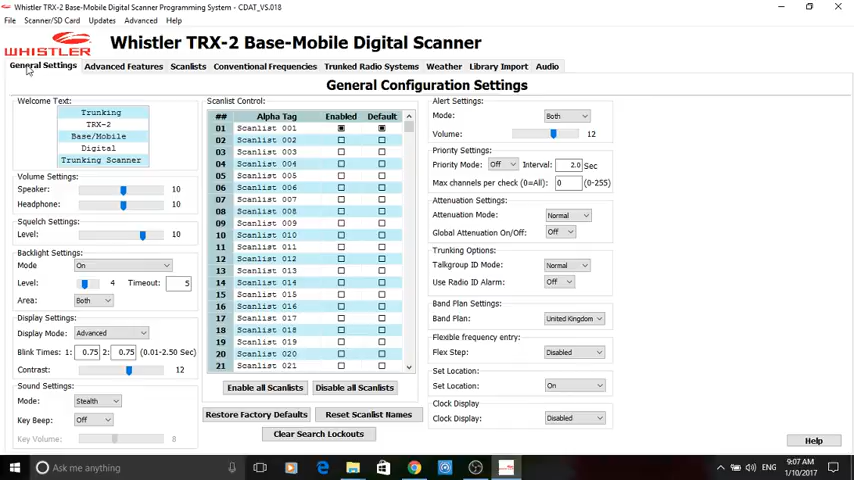 Whistler TRX-2 Base-Mobile Digital Scanner Programming System - CDAT_VS.018
File Scanner/SD Card Updates Advanced Help
WHISTLER
Whistler TRX-2 Base-Mobile Digital Scanner
General Settings Advanced Features Scanlists Conventional Frequencies Trunked Radio Systems Weather Library Import Audio
General Configuration Settings
Welcome Text:
Trunking
TRX-2
Base/Mobile
Digital
Trunking Scanner
Volume Settings:
Speaker: 10
Headphone: 10
Squelch Settings:
Level: 10
Backlight Settings:
Mode On
Level: 4 Timeout: 5
Area: Both
Display Settings:
Display Mode: Advanced
Blink Times: 1: 0.75 2: 0.75 (0.01-2.50 Sec)
Contrast: 12
Sound Settings:
Mode: Stealth
Key Beep: Off
Key Volume: 8
Scanlist Control:
## Alpha Tag Enabled Default
01 Scanlist 001
02 Scanlist 002
03 Scanlist 003
04 Scanlist 004
05 Scanlist 005
06 Scanlist 006
07 Scanlist 007
08 Scanlist 008
09 Scanlist 009
10 Scanlist 010
11 Scanlist 011
12 Scanlist 012
13 Scanlist 013
14 Scanlist 014
15 Scanlist 015
16 Scanlist 016
17 Scanlist 017
18 Scanlist 018
19 Scanlist 019
20 Scanlist 020
21 Scanlist 021
Enable all Scanlists Disable all Scanlists
Restore Factory Defaults Reset Scanlist Names
Clear Search Lockouts
Alert Settings:
Mode: Both
Volume: 12
Priority Settings:
Priority Mode: Off Interval: 2.0 Sec
Max channels per check (0=All): 0 (0-255)
Attenuation Settings:
Attenuation Mode: Normal
Global Attenuation On/Off: Off
Trunking Options:
Talkgroup ID Mode: Normal
Use Radio ID Alarm: Off
Band Plan Settings:
Band Plan: United Kingdom
Flexible frequency entry:
Flex Step: Disabled
Set Location:
Set Location: On
Clock Display:
Clock Display: Disabled
Help
Ask me anything
ENG
9:07 AM
1/10/2017